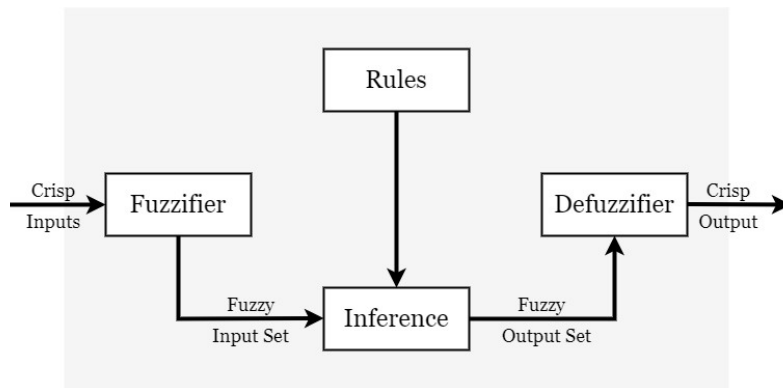 Rules
Crisp
Inputs
Fuzzifier
Defuzzifier
Crisp
Output
Fuzzy
Input Set
Inference
Fuzzy
Output Set